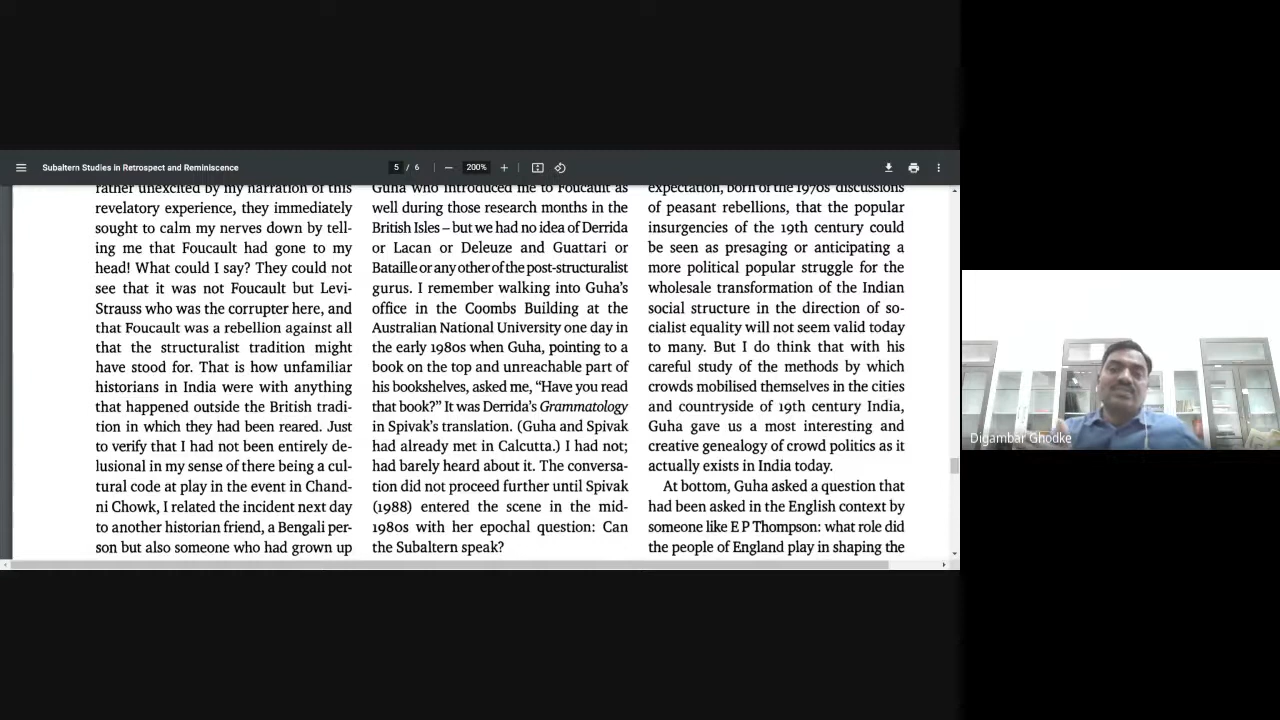 Subaltern Studies in Retrospect and Reminiscence
5 / 6
200%
rather unexcited by my narration of this
revelatory experience, they immediately
sought to calm my nerves down by tell-
ing me that Foucault had gone to my
head! What could I say? They could not
see that it was not Foucault but Levi-
Strauss who was the corrupter here, and
that Foucault was a rebellion against all
that the structuralist tradition might
have stood for. That is how unfamiliar
historians in India were with anything
that happened outside the British tradi-
tion in which they had been reared. Just
to verify that I had not been entirely de-
lusional in my sense of there being a cul-
tural code at play in the event in Chand-
ni Chowk, I related the incident next day
to another historian friend, a Bengali per-
son but also someone who had grown up
Guha who introduced me to Foucault as
well during those research months in the
British Isles – but we had no idea of Derrida
or Lacan or Deleuze and Guattari or
Bataille or any other of the post-structuralist
gurus. I remember walking into Guha's
office in the Coombs Building at the
Australian National University one day in
the early 1980s when Guha, pointing to a
book on the top and unreachable part of
his bookshelves, asked me, “Have you read
that book?” It was Derrida's Grammatology
in Spivak's translation. (Guha and Spivak
had already met in Calcutta.) I had not;
had barely heard about it. The conversa-
tion did not proceed further until Spivak
(1988) entered the scene in the mid-
1980s with her epochal question: Can
the Subaltern speak?
expectation, born of the 1970s discussions
of peasant rebellions, that the popular
insurgencies of the 19th century could
be seen as presaging or anticipating a
more political popular struggle for the
wholesale transformation of the Indian
social structure in the direction of so-
cialist equality will not seem valid today
to many. But I do think that with his
careful study of the methods by which
crowds mobilised themselves in the cities
and countryside of 19th century India,
Guha gave us a most interesting and
creative genealogy of crowd politics as it
actually exists in India today.
At bottom, Guha asked a question that
had been asked in the English context by
someone like E P Thompson: what role did
the people of England play in shaping the
Digambar Ghodke